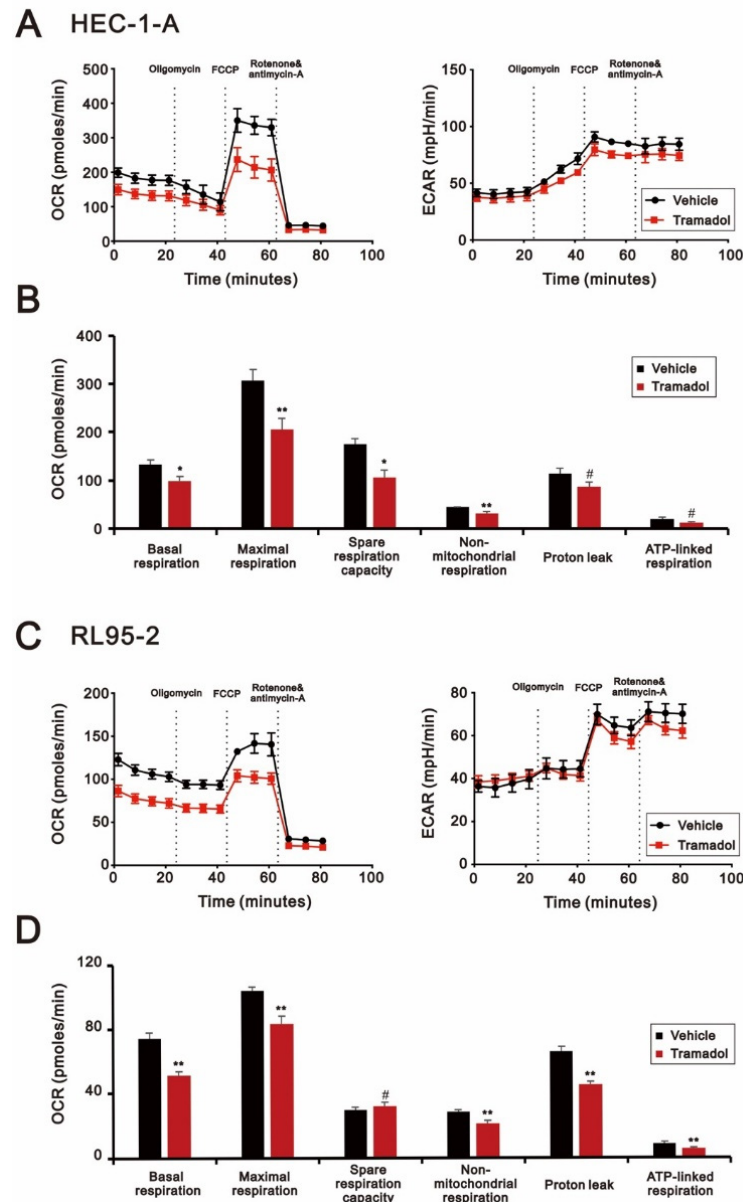 A HEC-1-A
Oligomycin FCCP Rotenone&
antimycin-A
OCR (pmoles/min)
500
400
300
200
100
0
0 20 40 60 80 100
Time (minutes)
Oligomycin FCCP Rotenone&
antimycin-A
ECAR (mpH/min)
150
100
50
0
Vehicle
Tramadol
0 20 40 60 80 100
Time (minutes)
B
OCR (pmoles/min)
400
300
200
100
0
Vehicle
Tramadol
* ** * ** # #
Basal
respiration
Maximal
respiration
Spare
respiration
capacity
Non-
mitochondrial
respiration
Proton leak
ATP-linked
respiration
C RL95-2
Oligomycin FCCP Rotenone&
antimycin-A
OCR (pmoles/min)
200
150
100
50
0
0 20 40 60 80 100
Time (minutes)
Oligomycin FCCP Rotenone&
antimycin-A
ECAR (mpH/min)
80
60
40
20
0
Vehicle
Tramadol
0 20 40 60 80 100
Time (minutes)
D
OCR (pmoles/min)
120
80
40
0
Vehicle
Tramadol
** ** # ** ** **
Basal
respiration
Maximal
respiration
Spare
respiration
capacity
Non-
mitochondrial
respiration
Proton leak
ATP-linked
respiration